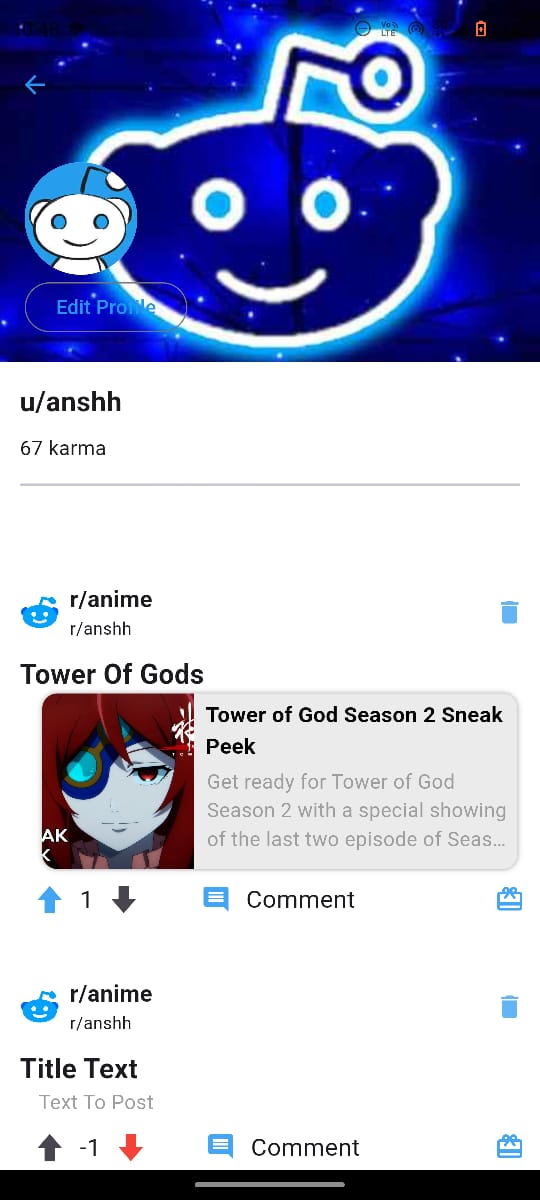 Vo))
LTE
Edit Profile
u/anshh
67 karma
r/anime
r/anshh
Tower Of Gods
Tower of God Season 2 Sneak
Peek
Get ready for Tower of God
Season 2 with a special showing
of the last two episode of Seas...
AK
K
1
Comment
r/anime
r/anshh
Title Text
Text To Post
-1
Comment